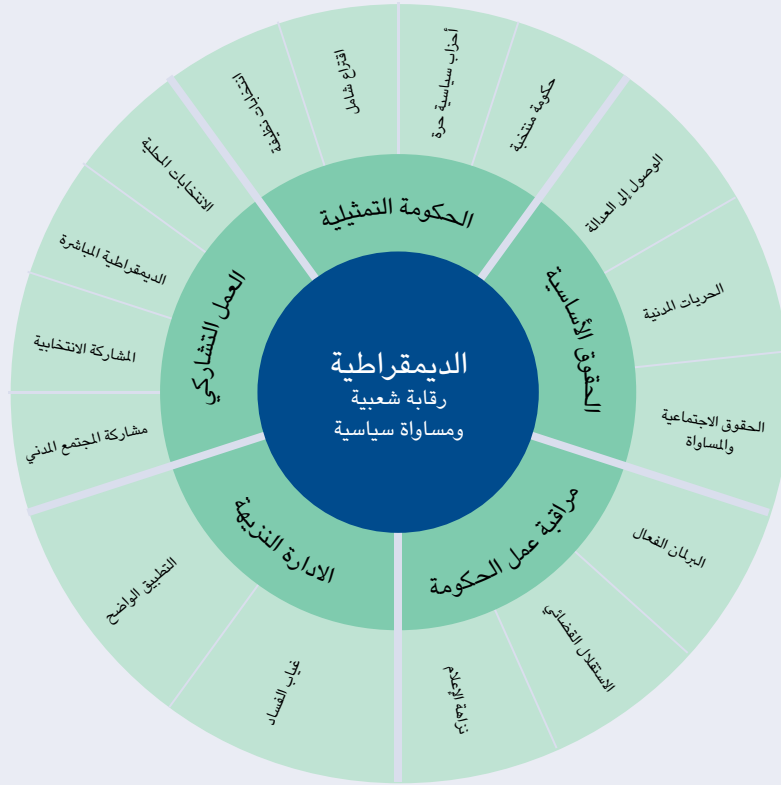 الديمقراطية
رقابة شعبية
ومساواة سياسية
الحكومة التمثيلية
انتخابات نظيفة
اقتراع شامل
أحزاب سياسية حرة
حكومة منتخبة
الحقوق الأساسية
الوصول إلى العدالة
الحريات المدنية
الحقوق الاجتماعية
والمساواة
مراقبة عمل الحكومة
البرلمان الفعال
الاستقلال القضائي
نزاهة الإعلام
الادارة النزيهة
غياب الفساد
التطبيق الواضح
العمل التشاركي
مشاركة المجتمع المدني
المشاركة الانتخابية
الديمقراطية المباشرة
الانتخابات المحلية